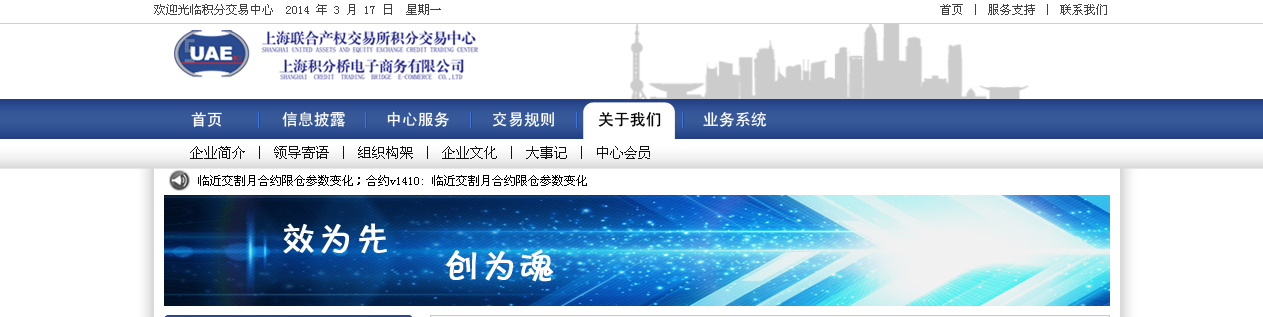 欢迎光临积分交易中心 2014 年 3 月 17 日 星期一
首页 | 服务支持 | 联系我们
UAE
上海联合产权交易所积分交易中心
SHANGHAI UNITED ASSETS AND EQUITY EXCHANGE CREDIT TRADING CENTER
上海积分桥电子商务有限公司
SHANGHAI CREDIT TRADING BRIDGE E-COMMERCE CO.,LTD
首页 信息披露 中心服务 交易规则 关于我们 业务系统
企业简介 | 领导寄语 | 组织构架 | 企业文化 | 大事记 | 中心会员
临近交割月合约限仓参数变化；合约v1410: 临近交割月合约限仓参数变化
效为先
创为魂